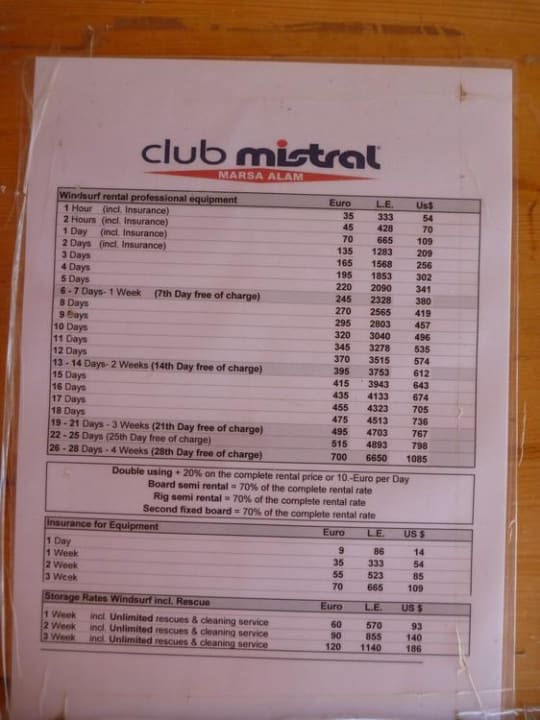 club mistral
MARSA ALAM
Windsurf rental professional equipment Euro L.E. Us$
1 Hour (incl. Insurance) 35 333 54
2 Hours (incl. Insurance) 45 428 70
1 Day (incl. Insurance) 70 665 109
2 Days (incl. Insurance) 135 1283 209
3 Days 165 1568 256
4 Days 195 1853 302
5 Days 220 2090 341
6 - 7 Days- 1 Week (7th Day free of charge) 245 2328 380
8 Days 270 2565 419
9 Days 295 2803 457
10 Days 320 3040 496
11 Days 345 3278 535
12 Days 370 3515 574
13 - 14 Days- 2 Weeks (14th Day free of charge) 395 3753 612
15 Days 415 3943 643
16 Days 435 4133 674
17 Days 455 4323 705
18 Days 475 4513 736
19 - 21 Days - 3 Weeks (21th Day free of charge) 495 4703 767
22 - 25 Days (25th Day free of charge) 515 4893 798
26 - 28 Days - 4 Weeks (28th Day free of charge) 700 6650 1085
Double using + 20% on the complete rental price or 10.-Euro per Day
Board semi rental = 70% of the complete rental rate
Rig semi rental = 70% of the complete rental rate
Second fixed board = 70% of the complete rental rate
Insurance for Equipment Euro L.E. US $
1 Day 9 86 14
1 Week 35 333 54
2 Week 55 523 85
3 Week 70 665 109
Storage Rates Windsurf incl. Rescue Euro L.E. US $
1 Week incl. Unlimited rescues & cleaning service 60 570 93
2 Week incl. Unlimited rescues & cleaning service 90 855 140
3 Week incl. Unlimited rescues & cleaning service 120 1140 186